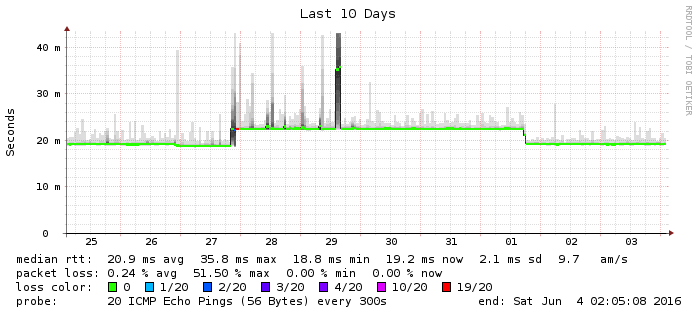 Last 10 Days
RRDTOOL / TOBI OETIKER
Seconds
40 m
30 m
20 m
10 m
0
25 26 27 28 29 30 31 01 02 03
median rtt: 20.9 ms avg 35.8 ms max 18.8 ms min 19.2 ms now 2.1 ms sd 9.7 am/s
packet loss: 0.24 % avg 51.50 % max 0.00 % min 0.00 % now
loss color: 0 1/20 2/20 3/20 4/20 10/20 19/20
probe: 20 ICMP Echo Pings (56 Bytes) every 300s end: Sat Jun 4 02:05:08 2016